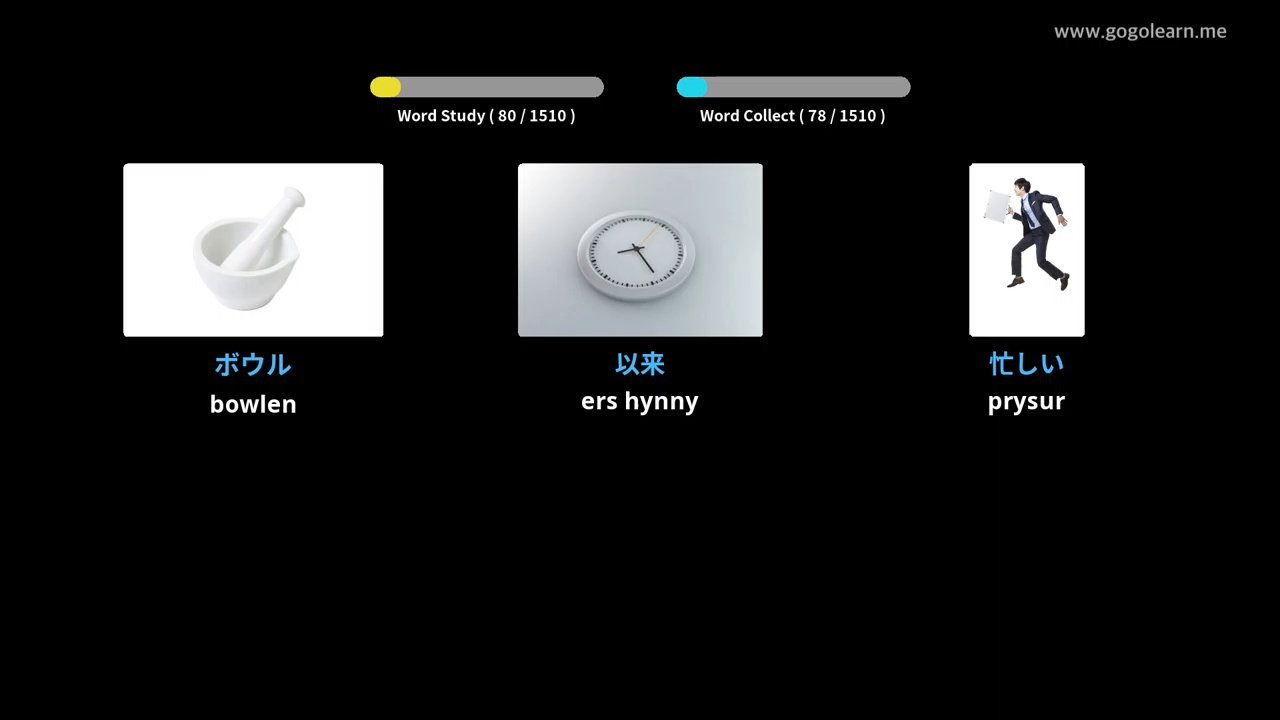 www.gogolearn.me
Word Study ( 80 / 1510 )
Word Collect ( 78 / 1510 )
ボウル
以来
忙しい
bowlen
ers hynny
prysur